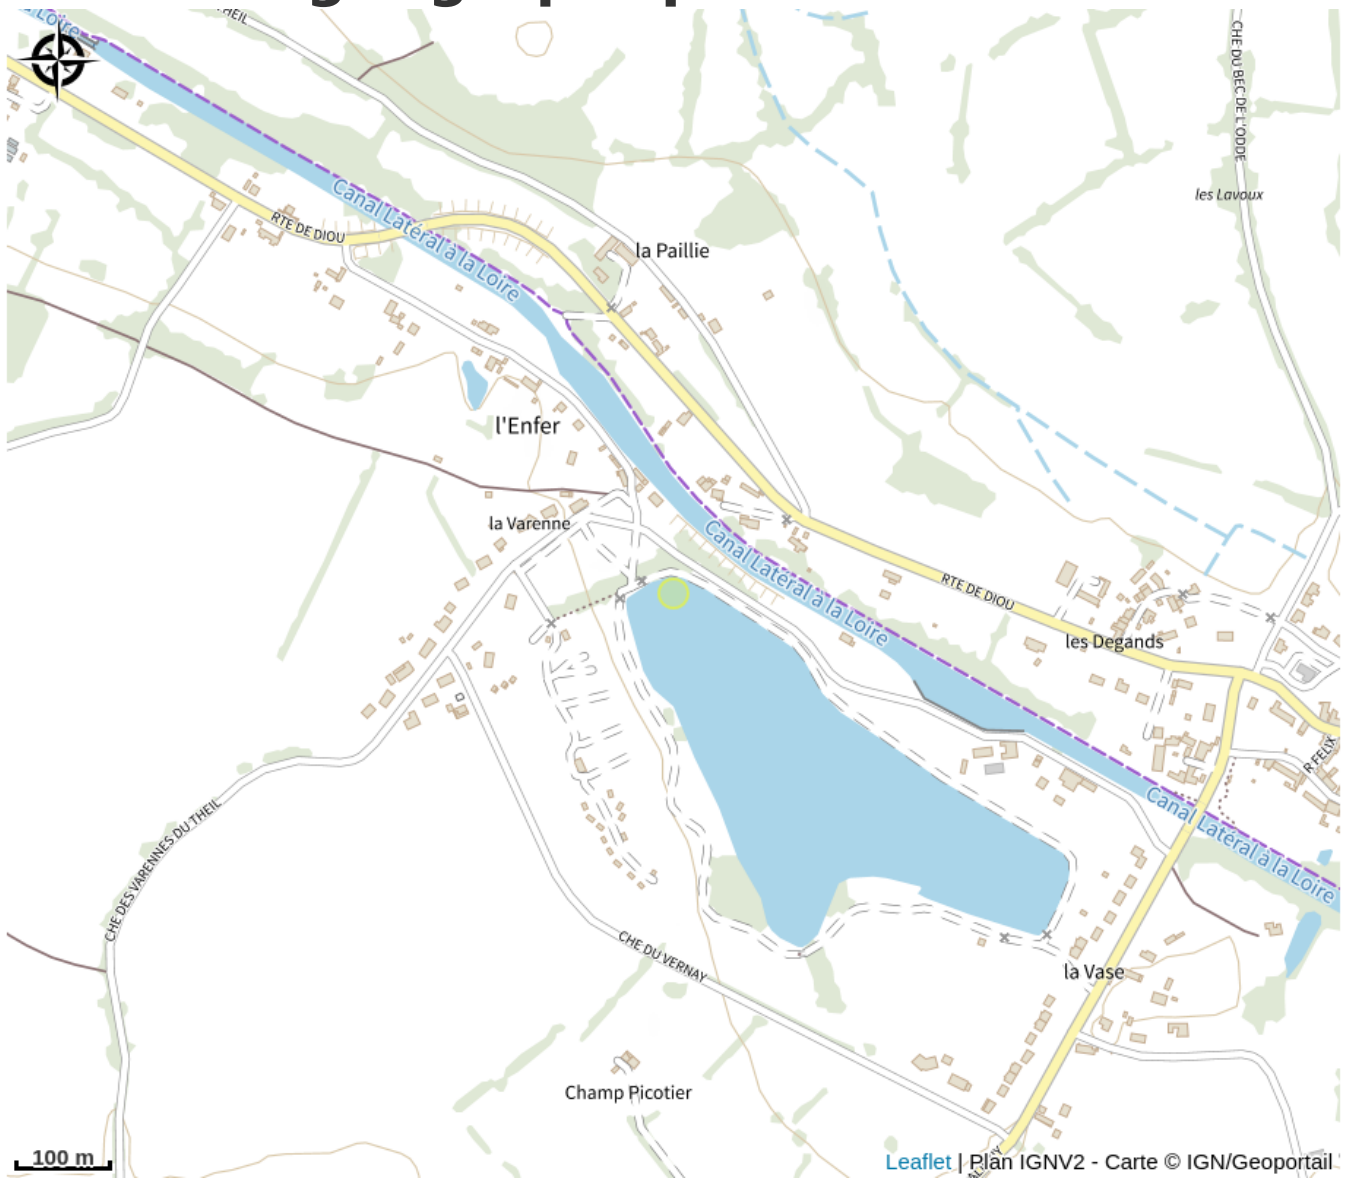 la Loire
THEIL
CHE DU BEC DE L'ODDE
les Lavoux
Canal Latéral à la Loire
RTE DE DIOU
la Paillie
l'Enfer
la Varenne
Canal Latéral à la Loire
RTE DE DIOU
les Degands
R FELIX
Canal Latéral à la Loire
CHE DES VARENNES DU THEIL
CHE DU VERNAY
la Vase
Champ Picotier
100 m
Leaflet | Plan IGNV2 - Carte © IGN/Geoportail